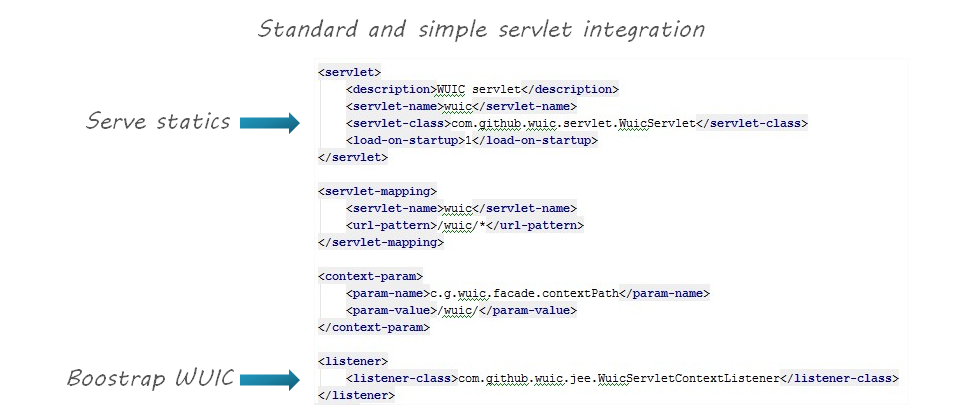 Standard and simple servlet integration
<servlet>
<description>WUIC servlet</description>
<servlet-name>wuic</servlet-name>
Serve statics
<servlet-class>com.github.wuic.servlet.WuicServlet</servlet-class>
<load-on-startup>1</load-on-startup>
</servlet>
<servlet-mapping>
<servlet-name>wuic</servlet-name>
<url-pattern>/wuic/*</url-pattern>
</servlet-mapping>
<context-param>
<param-name>c.g.wuic.facade.contextPath</param-name>
<param-value>/wuic/</param-value>
</context-param>
<listener>
Boostrap WUIC
<listener-class>com.github.wuic.jee.WuicServletContextListener</listener-class>
</listener>